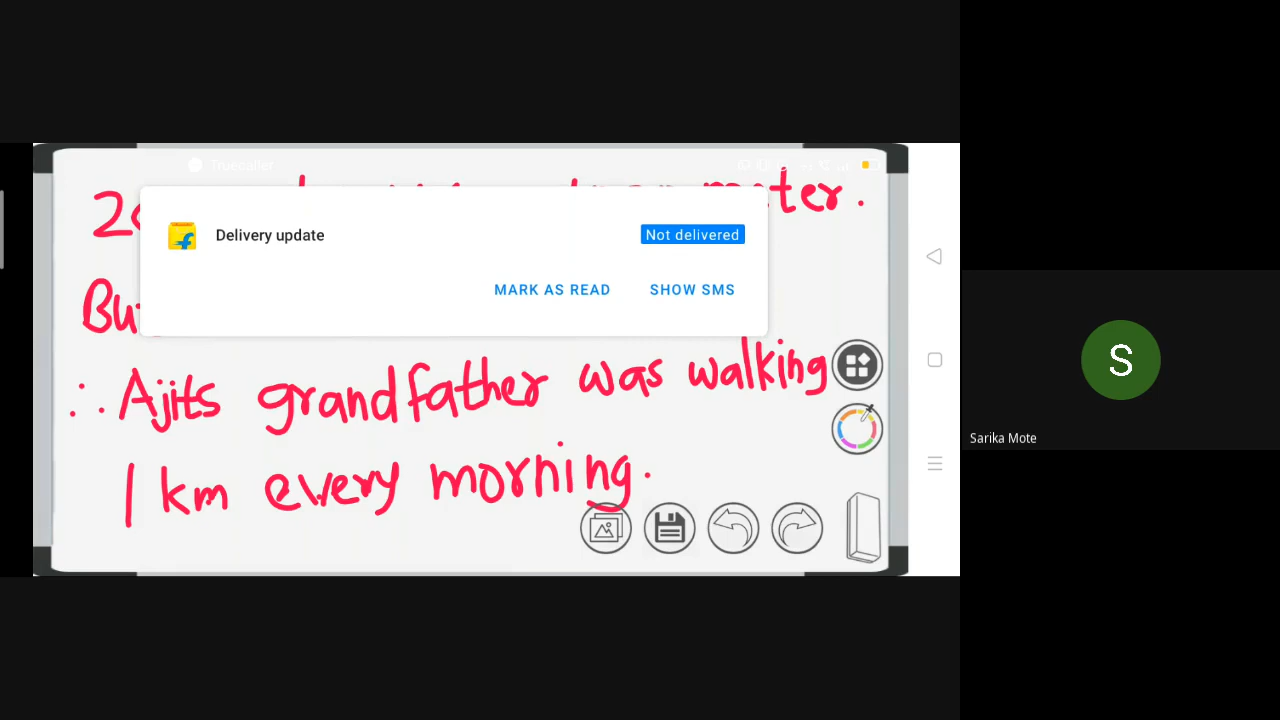 Truecaller
Delivery update
Not delivered
MARK AS READ
SHOW SMS
∴ Ajits grandfather was walking
1 km every morning.
S
Sarika Mote